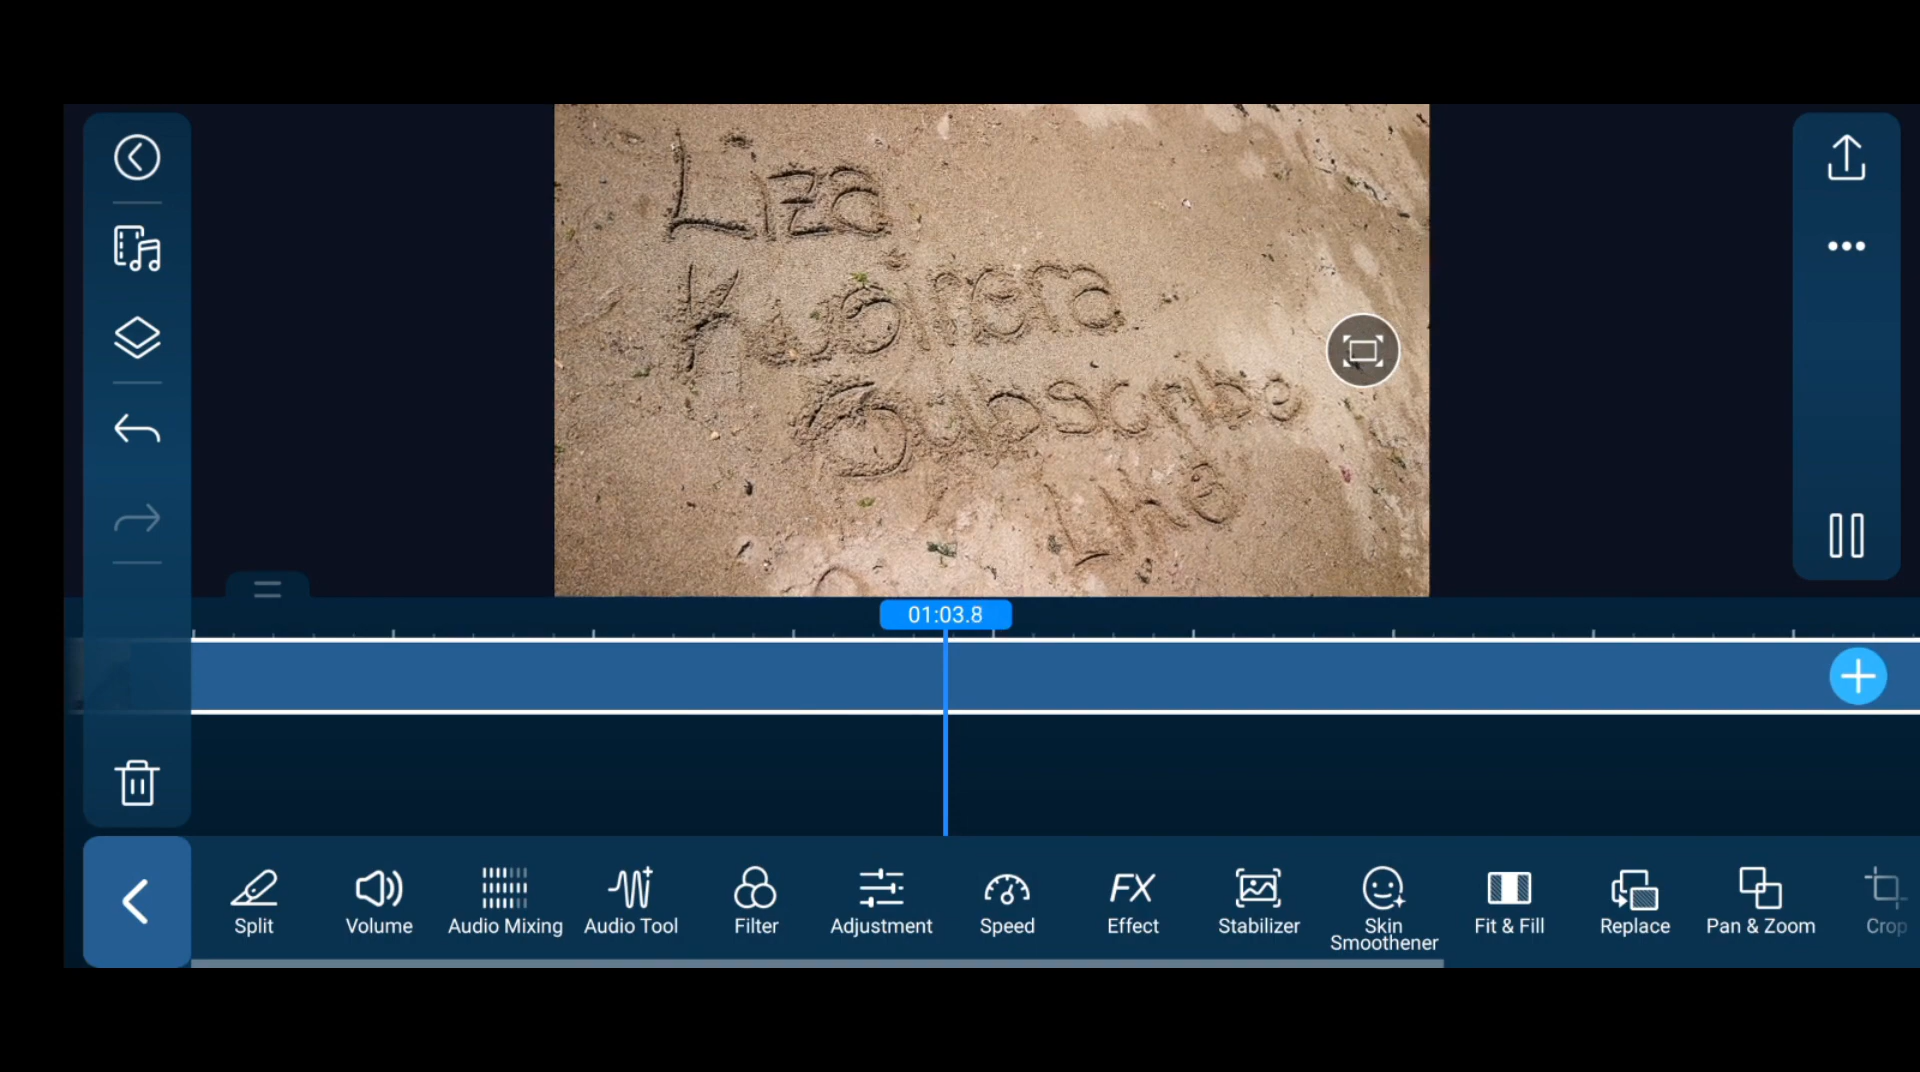 Liza
Kwirera
Subscribe
Like
01:03.8
Split
Volume
Audio Mixing
Audio Tool
Filter
Adjustment
Speed
FX
Effect
Stabilizer
Skin
Smoothener
Fit & Fill
Replace
Pan & Zoom
Crop